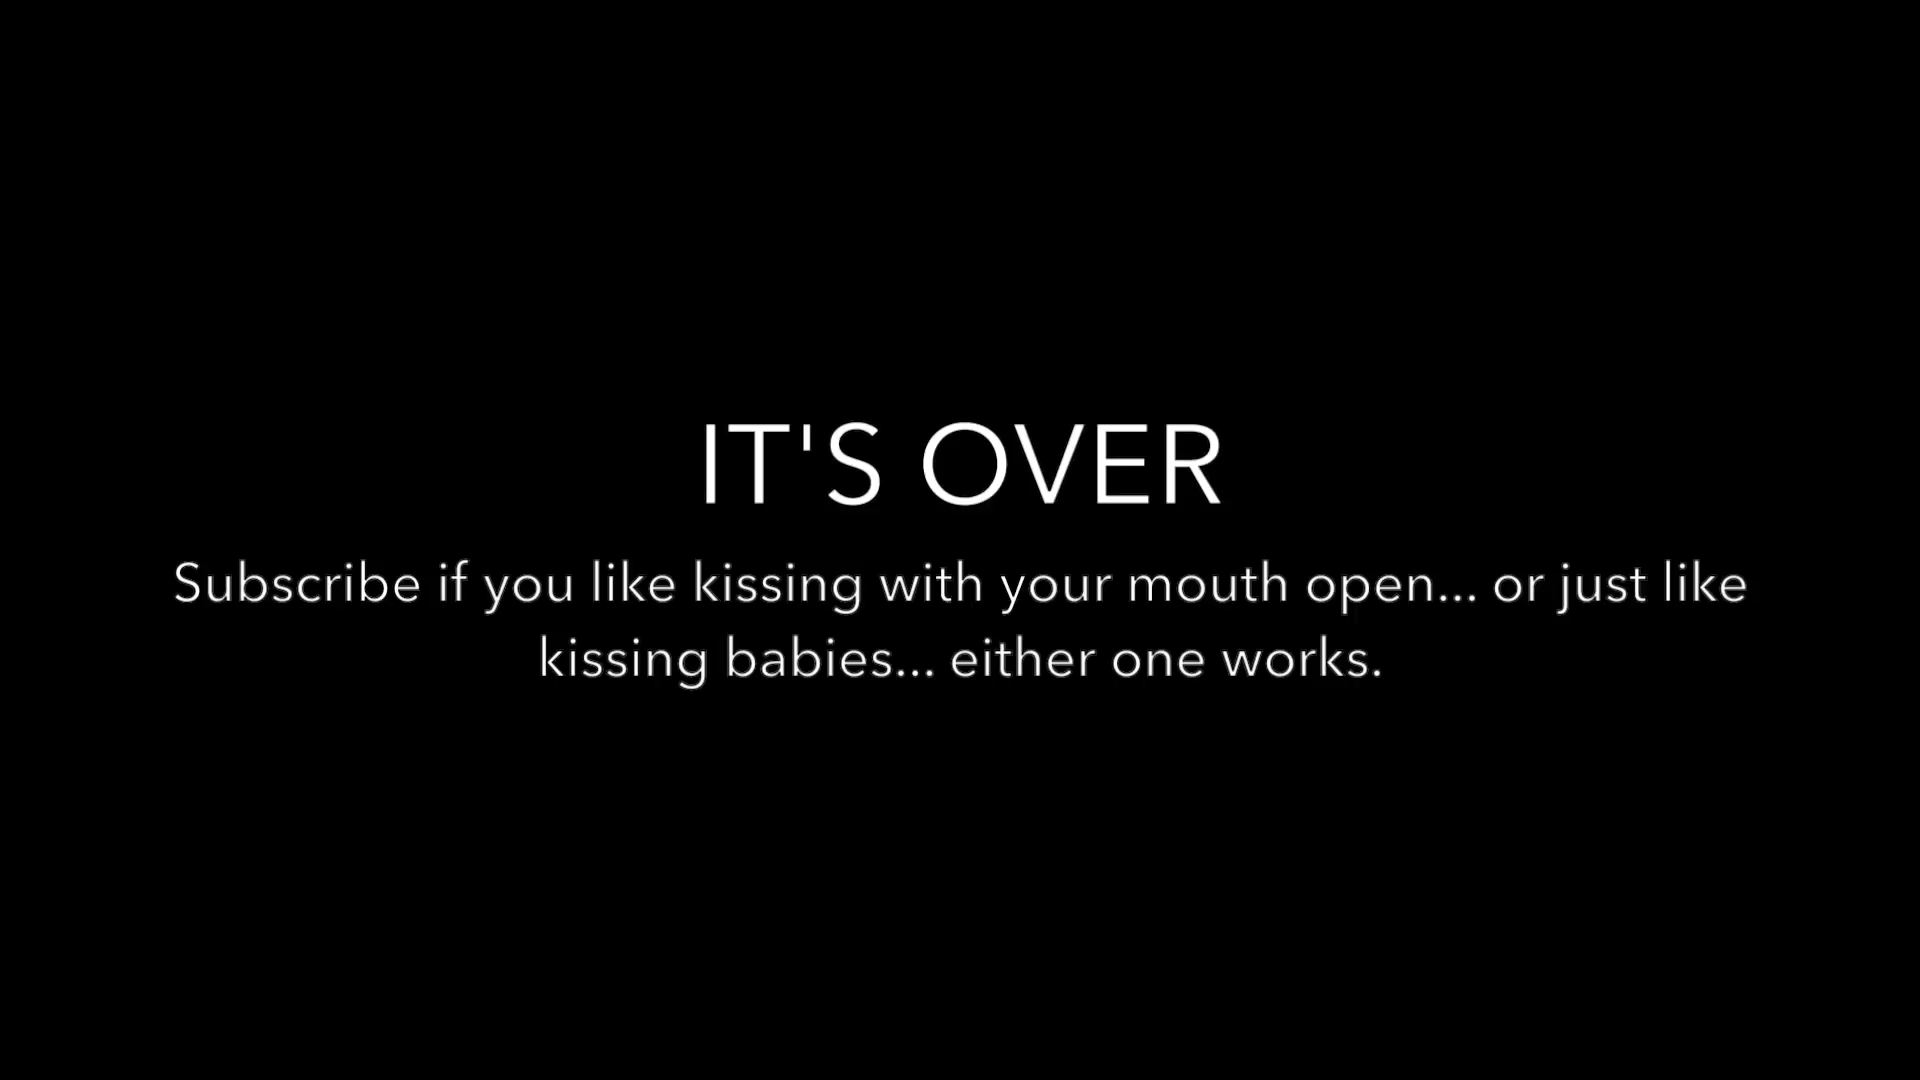 IT'S OVER
Subscribe if you like kissing with your mouth open... or just like
kissing babies... either one works.